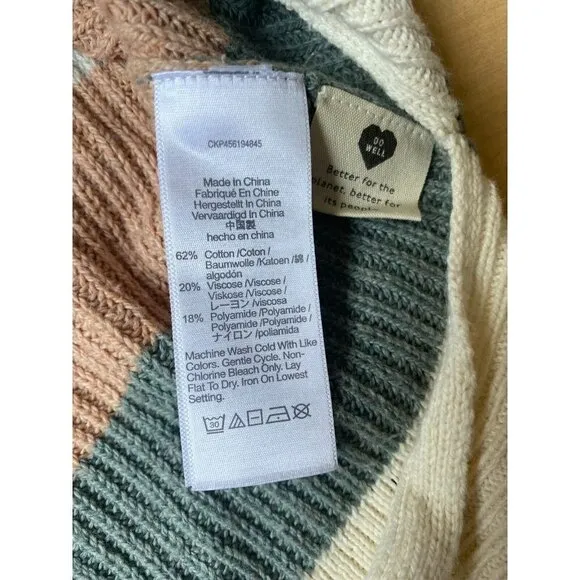 CKP456194845
Made In China
Fabriqué En Chine
Hergestellt In China
Vervaardigd In China
中国製
hecho en china
62% Cotton /Coton/
Baumwolle /Katoen /綿 /
algodón
20% Viscose /Viscose/
Viskose /Viscose/
レーヨン /viscosa
18% Polyamide /Polyamide/
Polyamide /Polyamide/
ナイロン /poliamida
Machine Wash Cold With Like
Colors. Gentle Cycle. Non-
Chlorine Bleach Only. Lay
Flat To Dry. Iron On Lowest
Setting.
30
DO
WELL
Better for the
planet, better for
its people